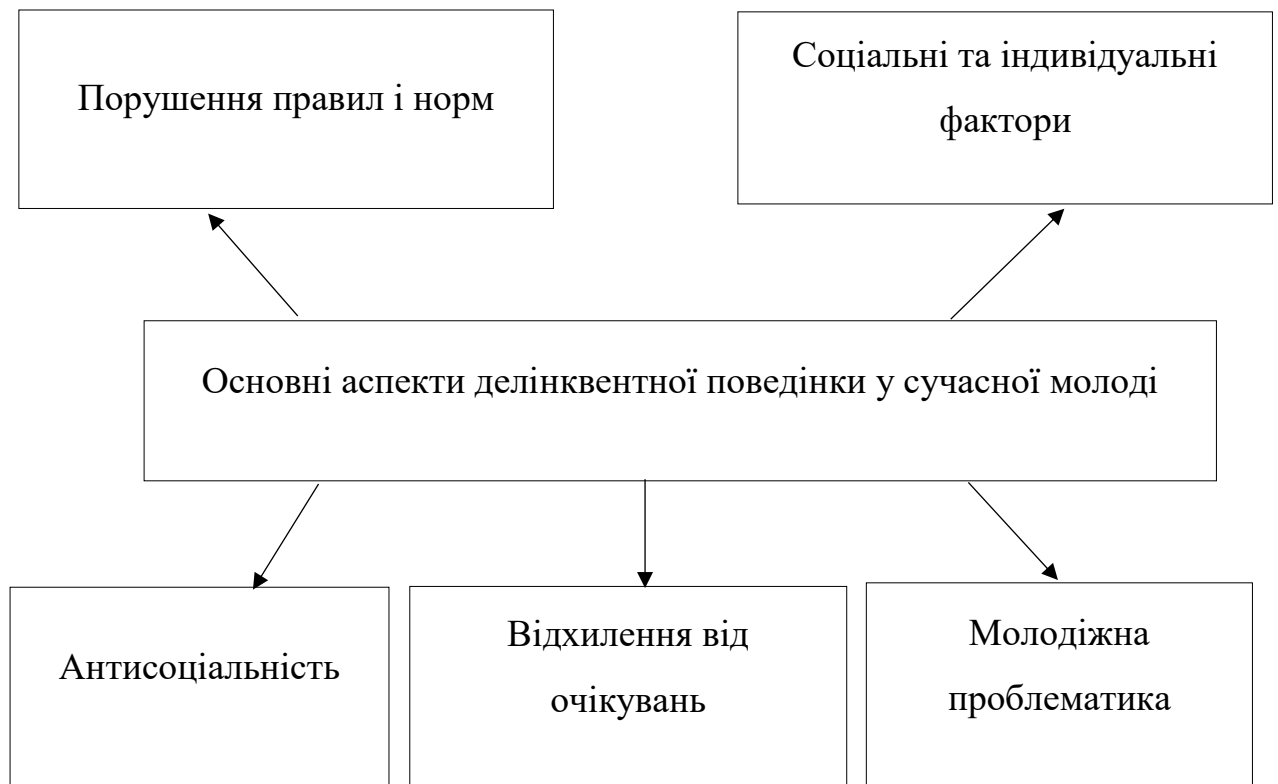 Порушення правил і норм
Соціальні та індивідуальні
фактори
Основні аспекти делінквентної поведінки у сучасної молоді
Антисоціальність
Відхилення від
очікувань
Молодіжна
проблематика